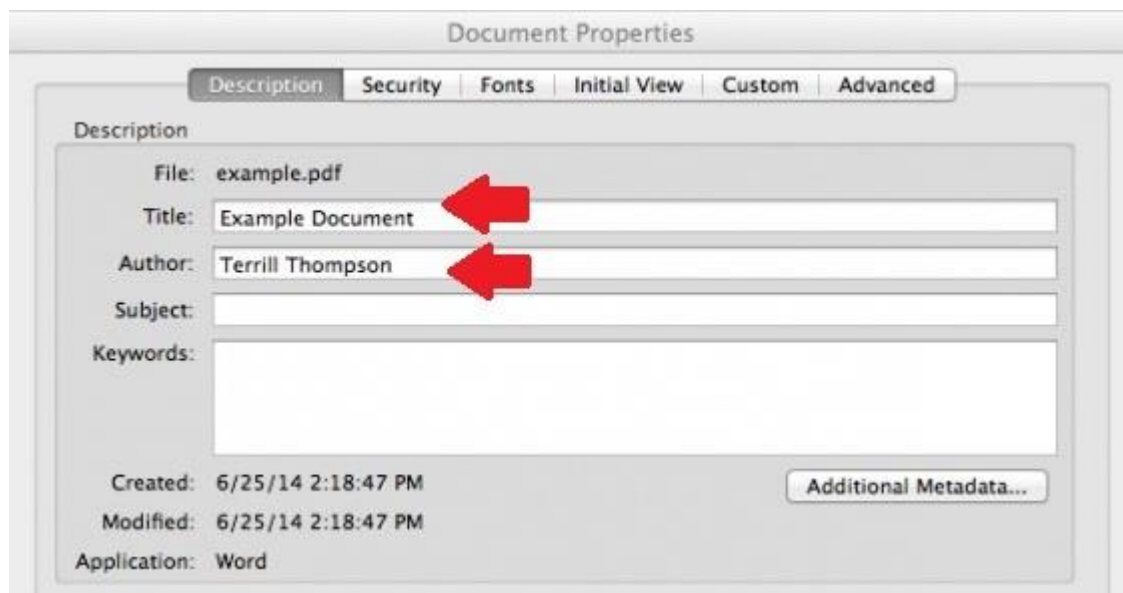 Document Properties
Description Security Fonts Initial View Custom Advanced
Description
File: example.pdf
Title: Example Document
Author: Terrill Thompson
Subject:
Keywords:
Created: 6/25/14 2:18:47 PM
Additional Metadata...
Modified: 6/25/14 2:18:47 PM
Application: Word